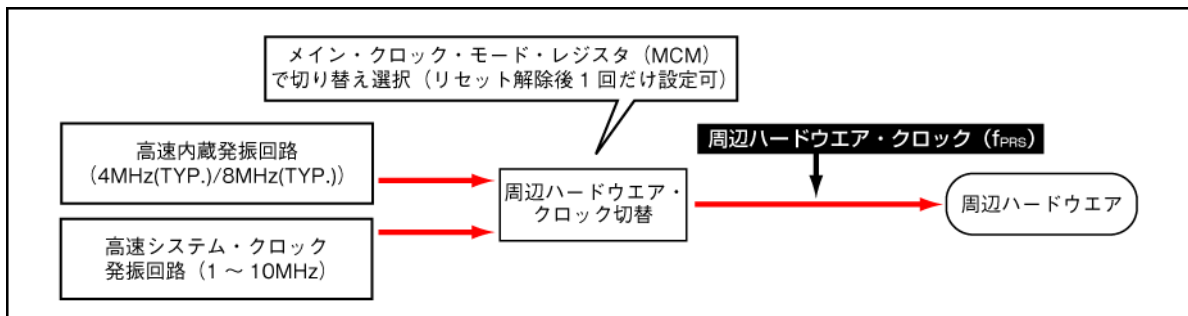 メイン・クロック・モード・レジスタ（MCM）
で切り替え選択（リセット解除後１回だけ設定可）
高速内蔵発振回路
（4MHz(TYP.)/8MHz(TYP.)）
高速システム・クロック
発振回路（1 ～ 10MHz）
周辺ハードウエア・
クロック切替
周辺ハードウエア・クロック（fPRS）
周辺ハードウエア